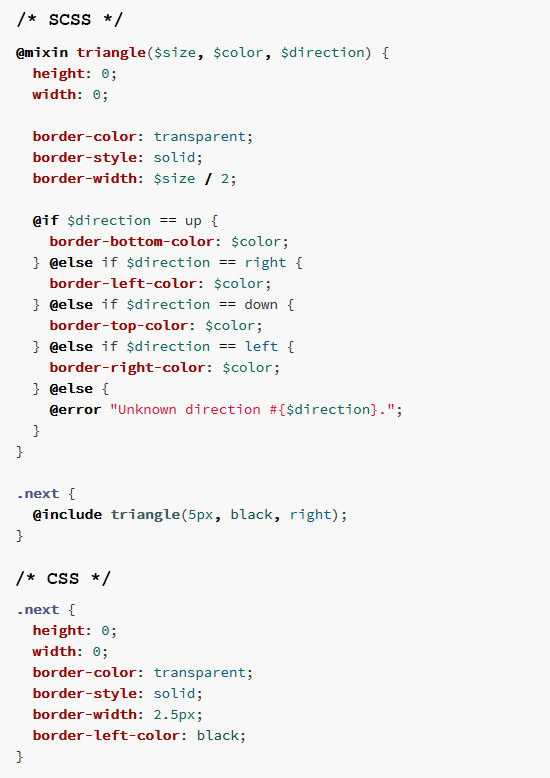 /* SCSS */
@mixin triangle($size, $color, $direction) {
  height: 0;
  width: 0;

  border-color: transparent;
  border-style: solid;
  border-width: $size / 2;

  @if $direction == up {
    border-bottom-color: $color;
  } @else if $direction == right {
    border-left-color: $color;
  } @else if $direction == down {
    border-top-color: $color;
  } @else if $direction == left {
    border-right-color: $color;
  } @else {
    @error "Unknown direction #{$direction}.";
  }
}

.next {
  @include triangle(5px, black, right);
}
/* CSS */
.next {
  height: 0;
  width: 0;
  border-color: transparent;
  border-style: solid;
  border-width: 2.5px;
  border-left-color: black;
}